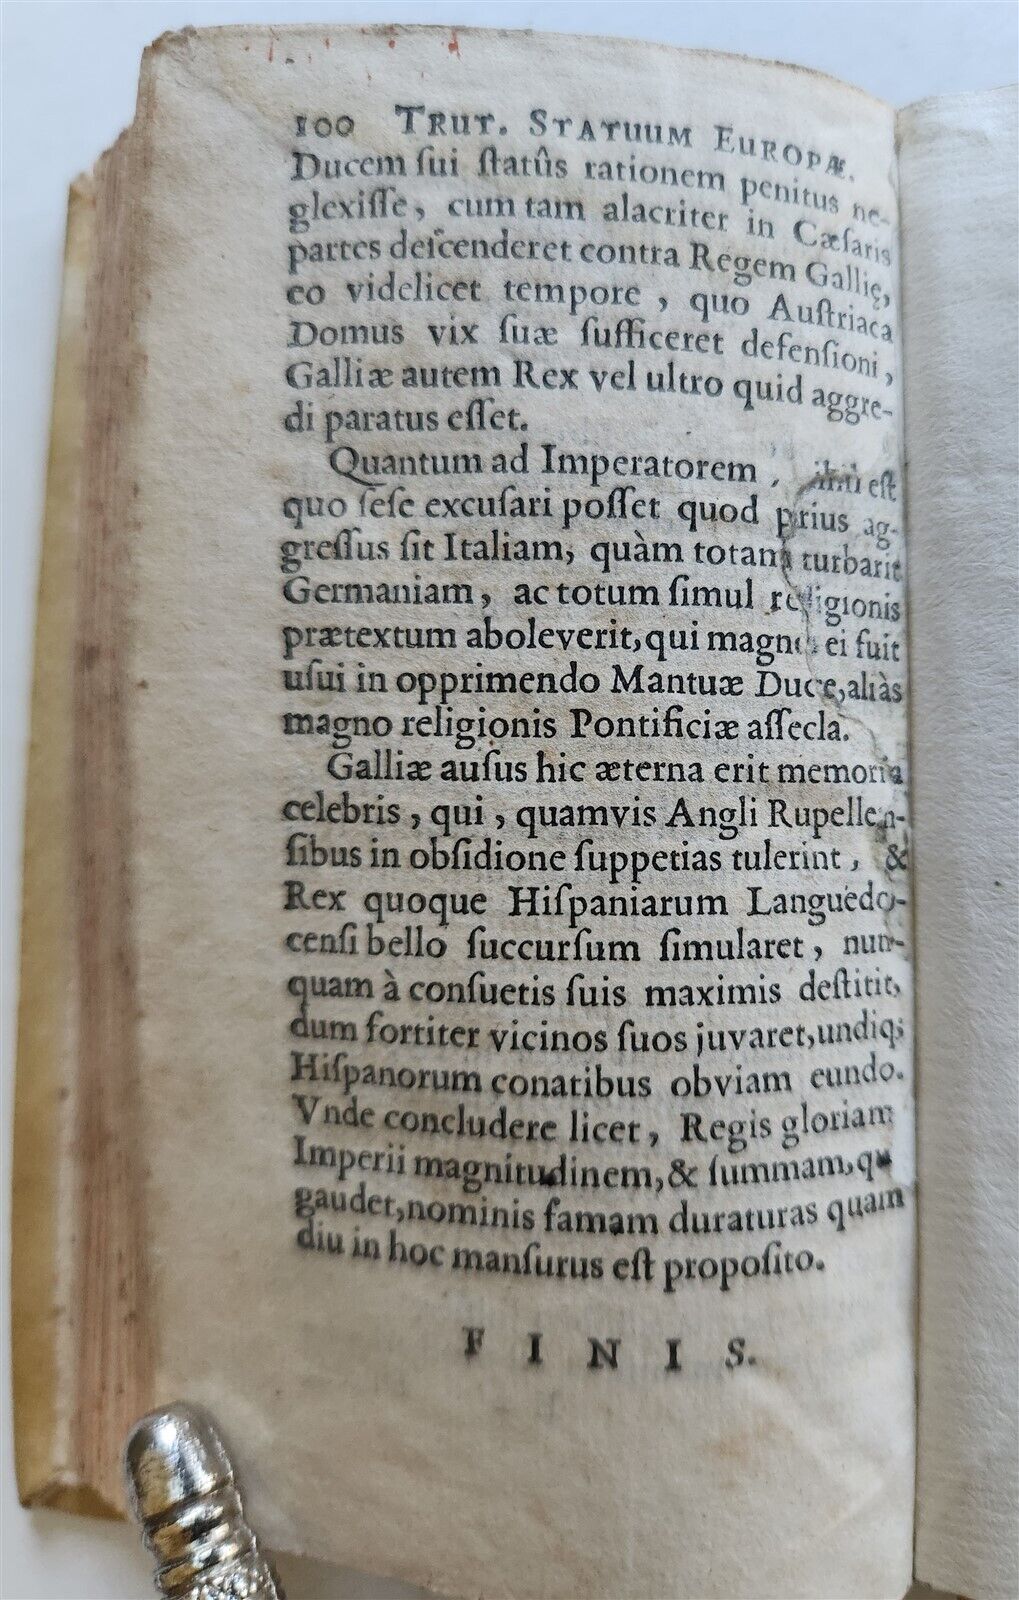 100 TRUT. STATUUM EUROPÆ.
Ducem ſui ſtatûs rationem penitus ne-
glexiſſe, cum tam alacriter in Cæſaris
partes deſcenderet contra Regem Gallię,
eo videlicet tempore, quo Auſtriaca
Domus vix ſuæ ſufficeret defenſioni,
Galliæ autem Rex vel ultro quid aggre-
di paratus eſſet.
Quantum ad Imperatorem, nihil eſt
quo ſeſe excuſari poſſet quod prius ag-
greſſus ſit Italiam, quàm totam turbarit
Germaniam, ac totum ſimul religionis
prætextum aboleverit, qui magno ei fuit
uſui in opprimendo Mantuæ Duce, aliàs
magno religionis Pontificiæ aſſecla.
Galliæ auſus hic æterna erit memoria
celebris, qui, quamvis Angli Rupellen-
ſibus in obſidione ſuppetias tulerint, &
Rex quoque Hiſpaniarum Languedo-
cenſi bello ſuccurſum ſimularet, nun-
quam à conſuetis ſuis maximis deſtitit,
dum fortiter vicinos ſuos juvaret, undiq;
Hiſpanorum conatibus obviam eundo.
Vnde concludere licet, Regis gloriam
Imperii magnitudinem, & ſummam,
gaudet, nominis famam duraturas quam
diu in hoc manſurus eſt propoſito.
FINIS.